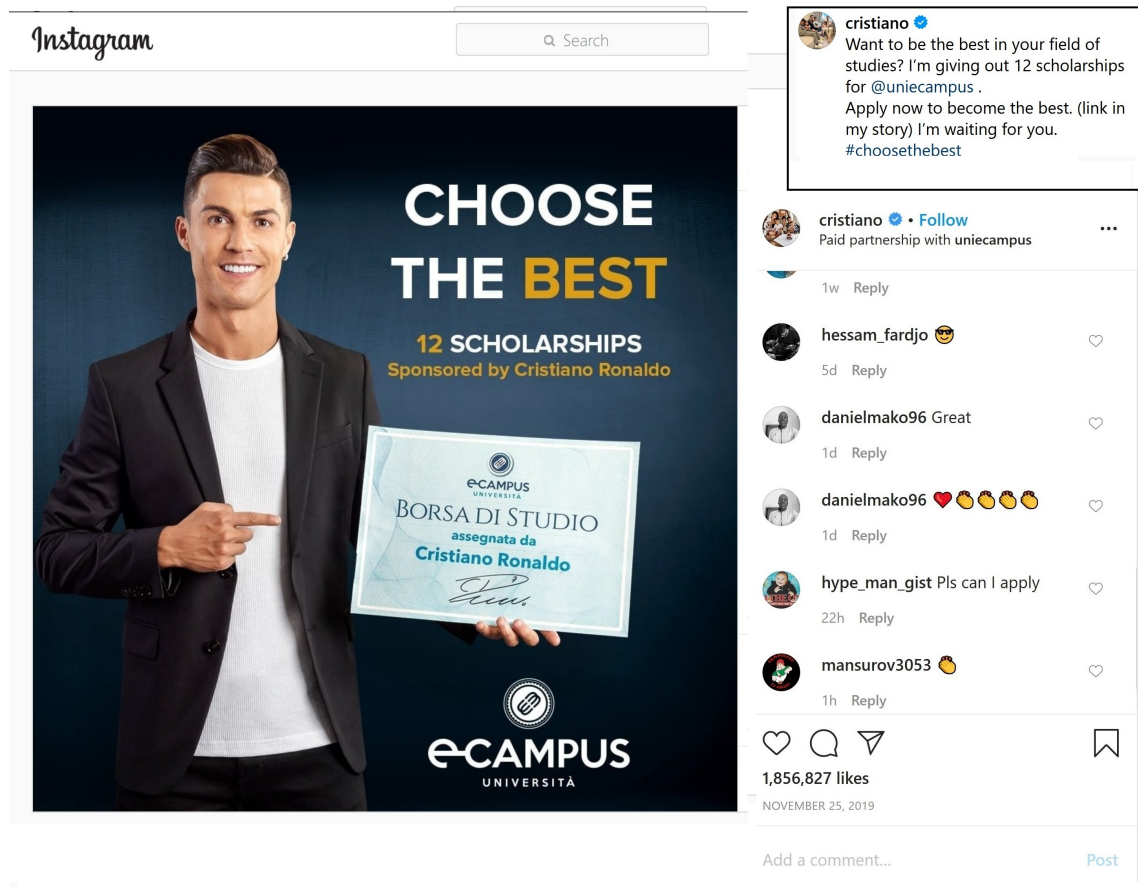 Instagram
Search
CHOOSE
THE BEST
12 SCHOLARSHIPS
Sponsored by Cristiano Ronaldo
e-CAMPUS
UNIVERSITÀ
BORSA DI STUDIO
assegnata da
Cristiano Ronaldo
e-CAMPUS
UNIVERSITÀ
cristiano
Want to be the best in your field of
studies? I'm giving out 12 scholarships
for @uniecampus .
Apply now to become the best. (link in
my story) I'm waiting for you.
#choosethebest
cristiano • Follow
Paid partnership with uniecampus
1w Reply
hessam_fardjo 😎
5d Reply
danielmako96 Great
1d Reply
danielmako96 ❤️👏👏👏👏
1d Reply
hype_man_gist Pls can I apply
22h Reply
mansurov3053 👏
1h Reply
1,856,827 likes
NOVEMBER 25, 2019
Add a comment... Post